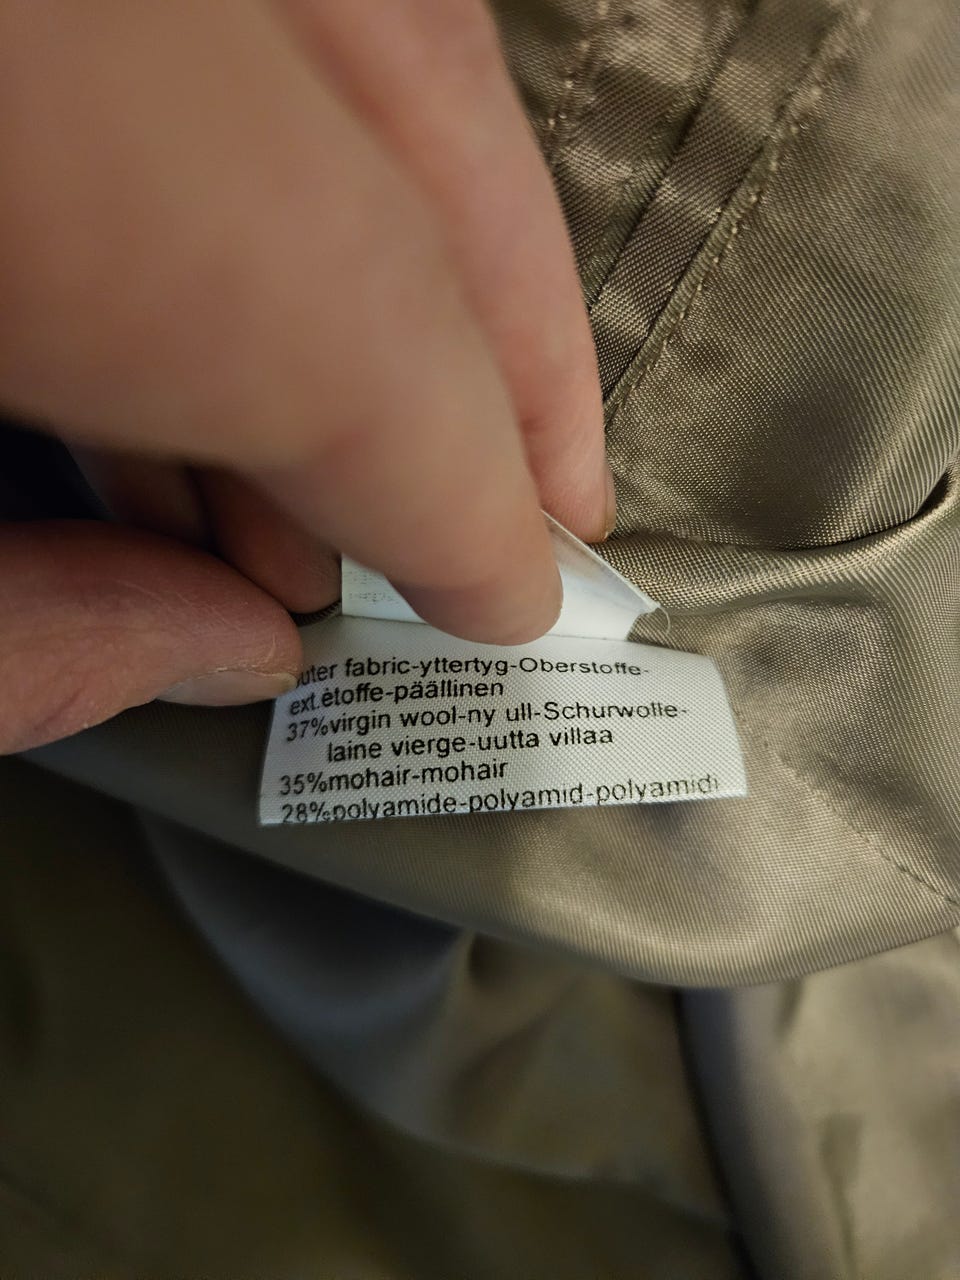 outer fabric-yttertyg-Oberstoffe-
ext.ètoffe-päällinen
37%virgin wool-ny ull-Schurwolle-
laine vierge-uutta villaa
35%mohair-mohair
28%polyamide-polyamid-polyamidi